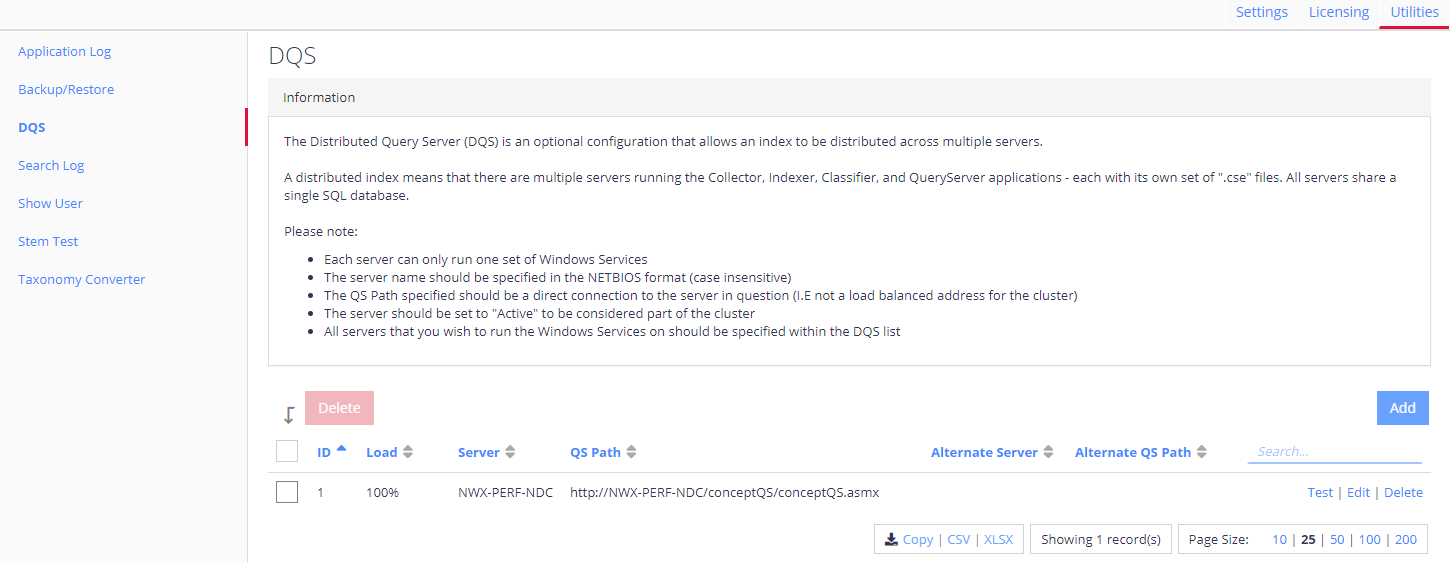 Settings Licensing Utilities
Application Log
Backup/Restore
DQS
Search Log
Show User
Stem Test
Taxonomy Converter
DQS
Information
The Distributed Query Server (DQS) is an optional configuration that allows an index to be distributed across multiple servers.
A distributed index means that there are multiple servers running the Collector, Indexer, Classifier, and QueryServer applications - each with its own set of ".cse" files. All servers share a
single SQL database.
Please note:
• Each server can only run one set of Windows Services
• The server name should be specified in the NETBIOS format (case insensitive)
• The QS Path specified should be a direct connection to the server in question (I.E not a load balanced address for the cluster)
• The server should be set to "Active" to be considered part of the cluster
• All servers that you wish to run the Windows Services on should be specified within the DQS list
Delete Add
ID Load Server QS Path Alternate Server Alternate QS Path Search...
1 100% NWX-PERF-NDC http://NWX-PERF-NDC/conceptQS/conceptQS.asmx Test | Edit | Delete
Copy | CSV | XLSX Showing 1 record(s) Page Size: 10 | 25 | 50 | 100 | 200